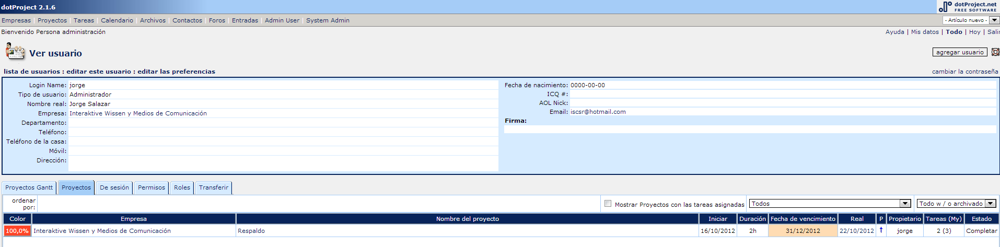 dotProject 2.1.6
dotProject.net
FREE SOFTWARE
Empresas | Proyectos | Tareas | Calendario | Archivos | Contactos | Foros | Entradas | Admin User | System Admin
- Artículo nuevo -
Bienvenido Persona administración
Ayuda | Mis datos | Todo | Hoy | Salir
Ver usuario
agregar usuario
lista de usuarios : editar este usuario : editar las preferencias
cambiar la contraseña
Login Name: jorge
Tipo de usuario: Administrador
Nombre real: Jorge Salazar
Empresa: Interaktive Wissen y Medios de Comunicación
Departamento:
Teléfono:
Teléfono de la casa:
Móvil:
Dirección:
Fecha de nacimiento: 0000-00-00
ICQ #:
AOL Nick:
Email: iscsr@hotmail.com
Firma:
Proyectos Gantt Proyectos De sesión Permisos Roles Transferir
ordenar
por:
Mostrar Proyectos con las tareas asignadas Todos Todo w / o archivado
Color Empresa Nombre del proyecto Iniciar Duración Fecha de vencimiento Real P Propietario Tareas (My) Estado
100,0% Interaktive Wissen y Medios de Comunicación Respaldo 16/10/2012 2h 31/12/2012 22/10/2012 ↑ jorge 2 (3) Completar